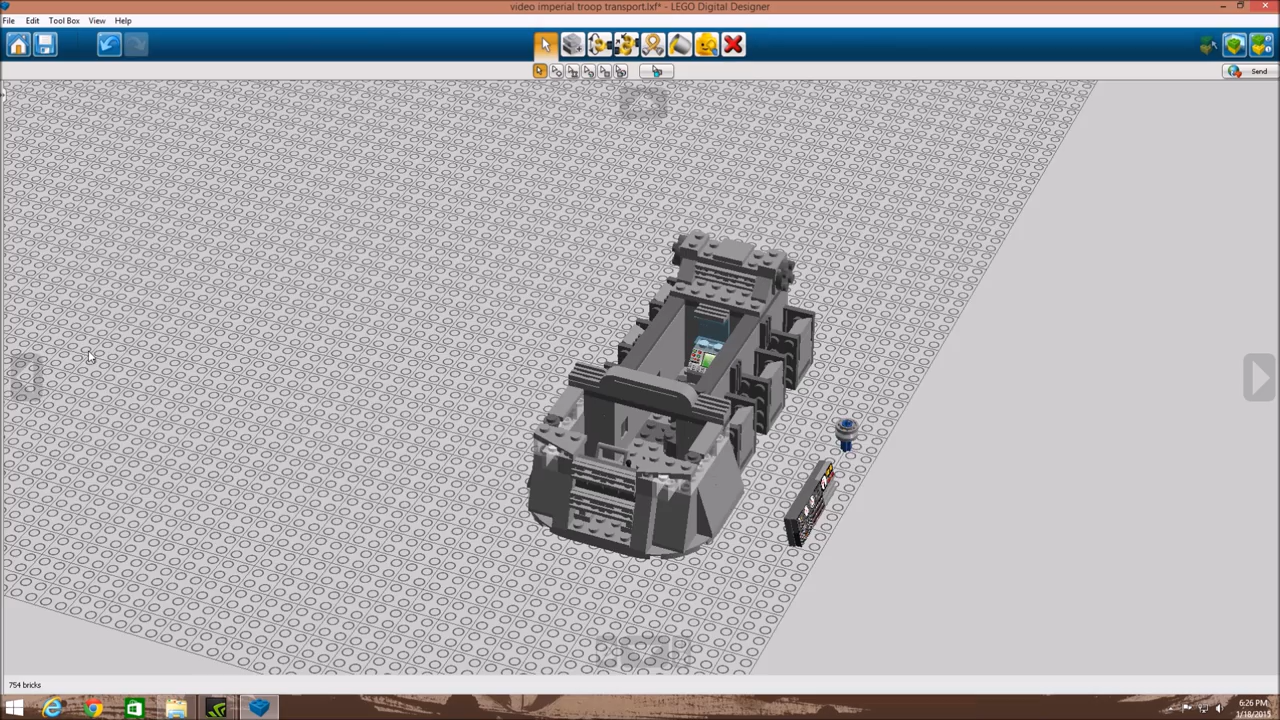 video imperial troop transport.lxf* - LEGO Digital Designer
File Edit Tool Box View Help
Send
754 bricks
6:26 PM
1/18/2015